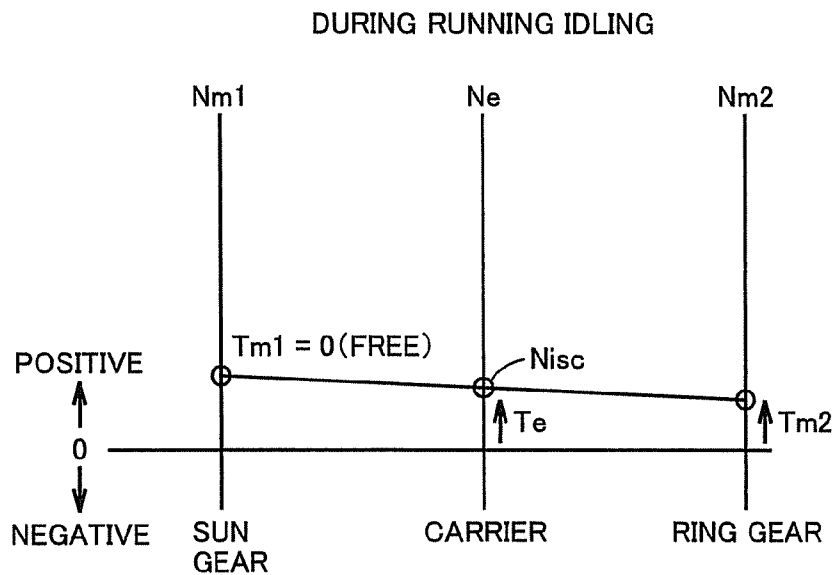 DURING RUNNING IDLING
Nm1
Ne
Nm2
Tm1 = 0 (FREE)
Nisc
POSITIVE
Te
Tm2
0
NEGATIVE
SUN
GEAR
CARRIER
RING GEAR